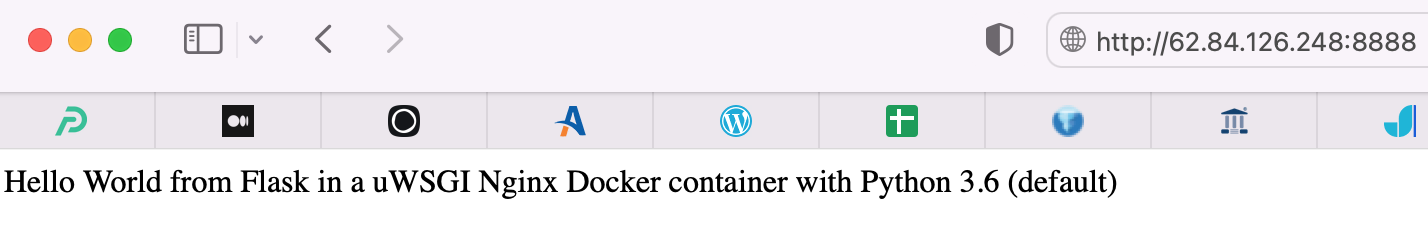 http://62.84.126.248:8888
Hello World from Flask in a uWSGI Nginx Docker container with Python 3.6 (default)